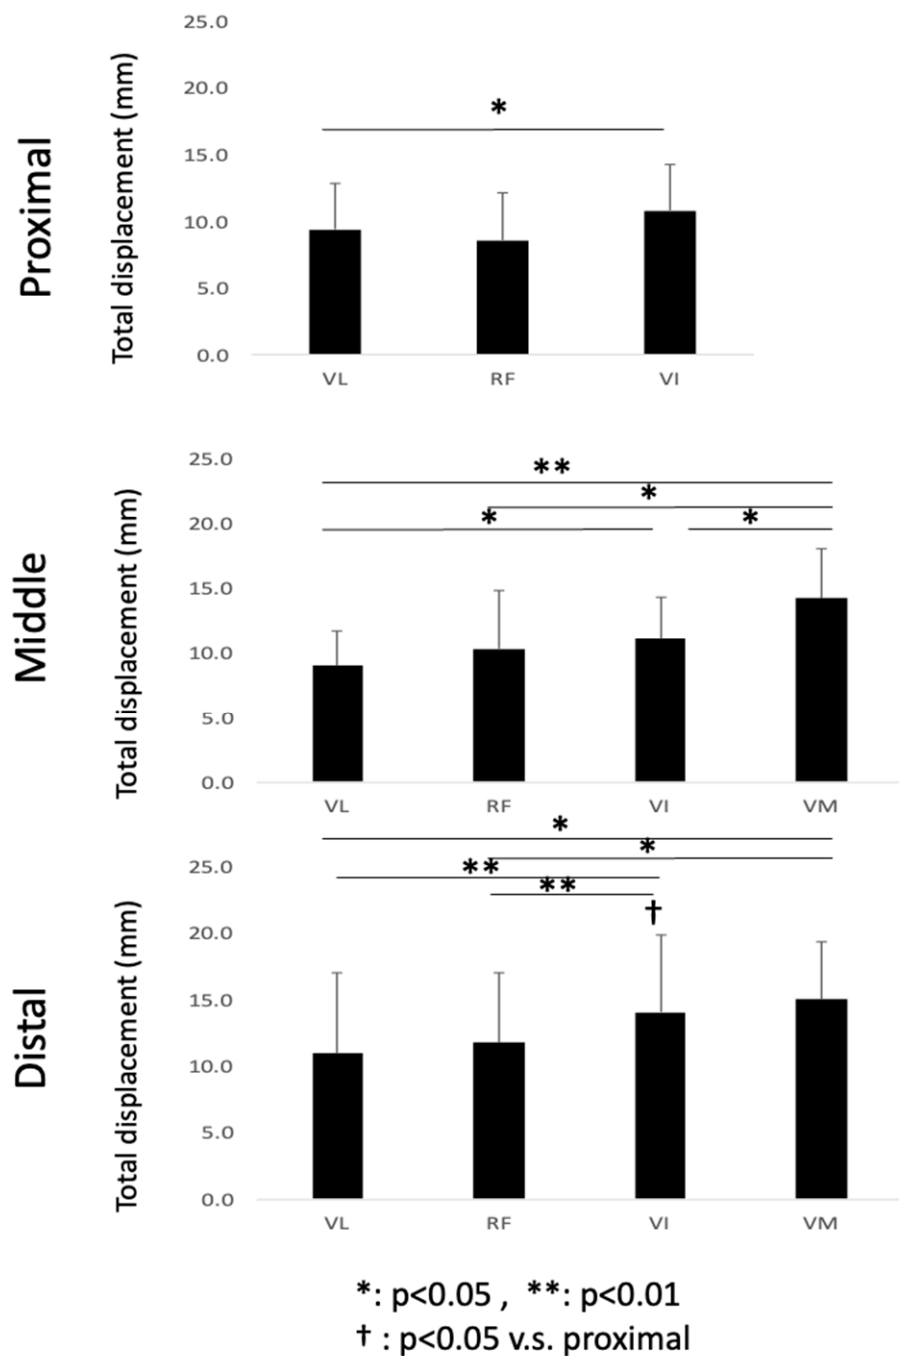 Proximal
Total displacement (mm)
25.0
20.0
15.0
10.0
5.0
0.0
*
VL RF VI
Middle
Total displacement (mm)
25.0
20.0
15.0
10.0
5.0
0.0
**
*
* *
VL RF VI VM
Distal
Total displacement (mm)
25.0
20.0
15.0
10.0
5.0
0.0
*
*
**
**
†
VL RF VI VM
*: p<0.05 , **: p<0.01
† : p<0.05 v.s. proximal